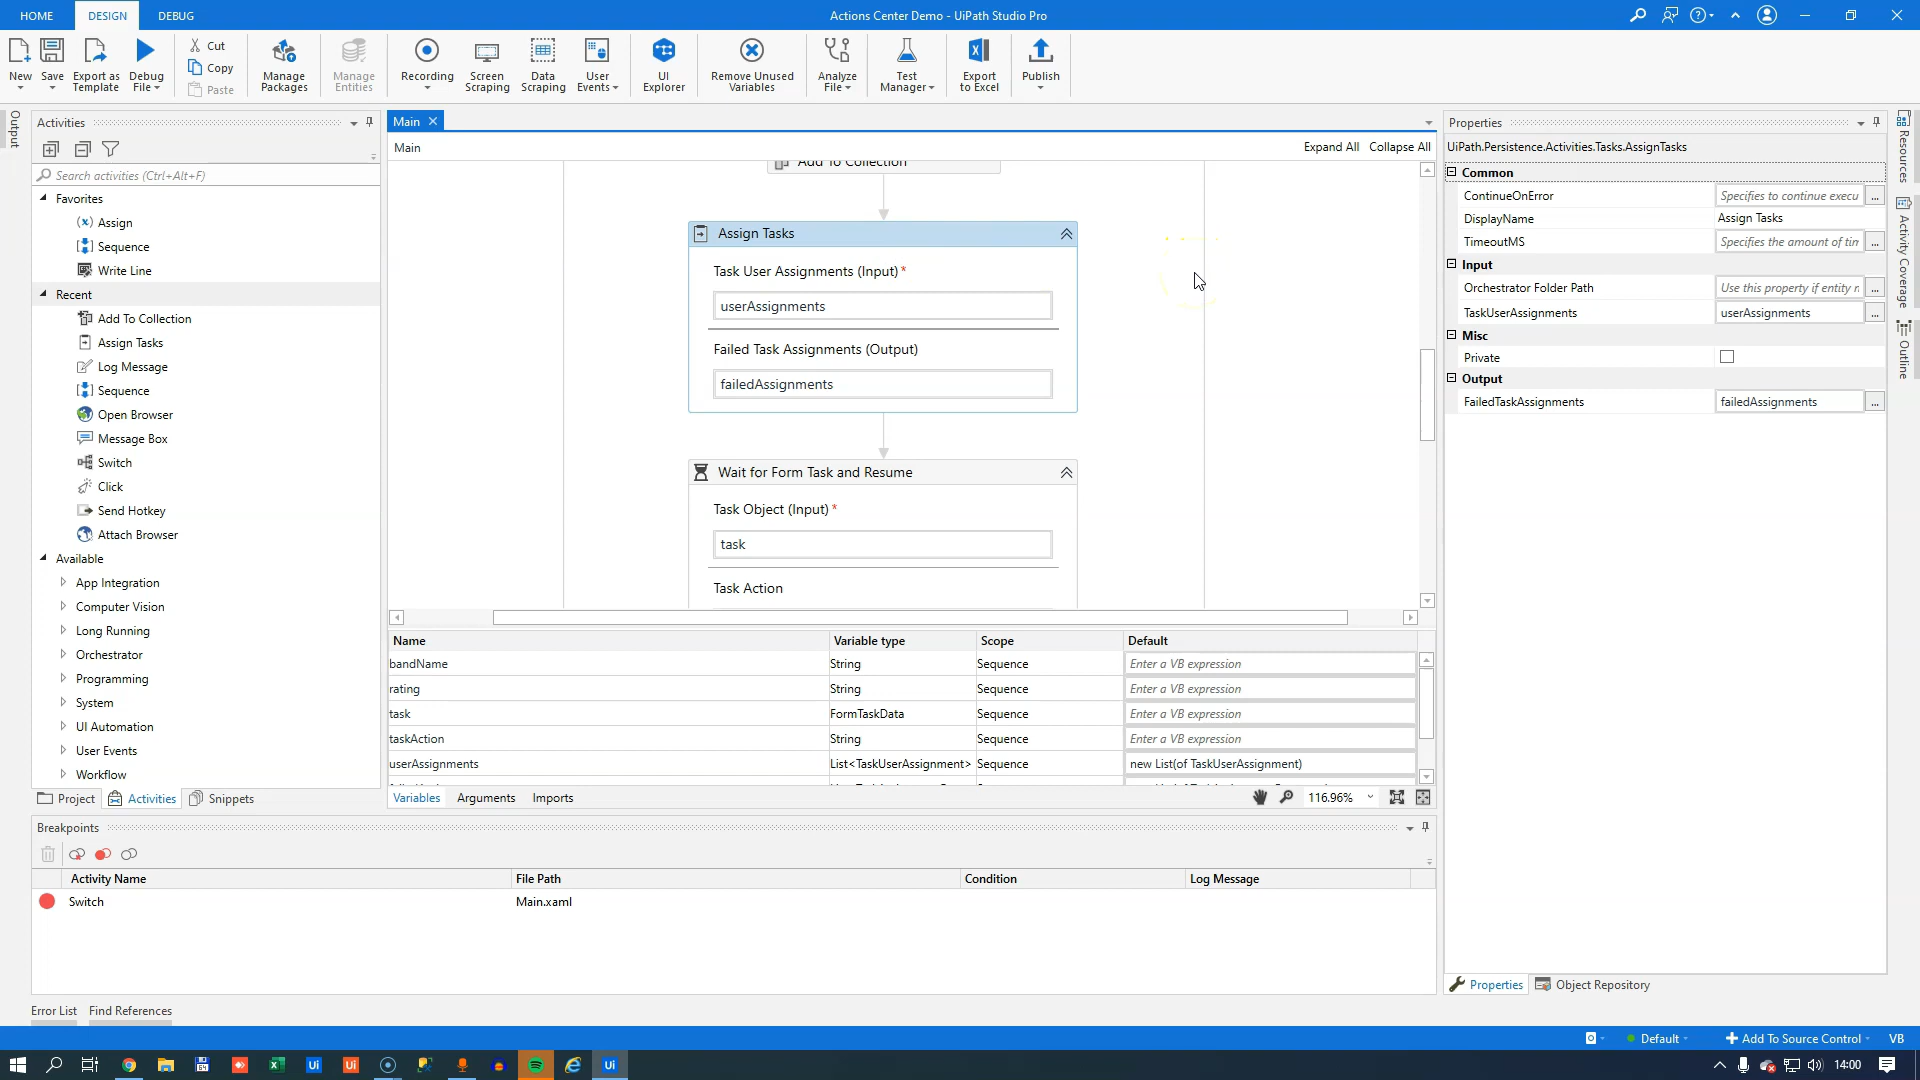 HOME
DESIGN
DEBUG
Actions Center Demo - UiPath Studio Pro
New
Save
Export as Template
Debug File
Cut
Copy
Paste
Manage Packages
Manage Entities
Recording
Screen Scraping
Data Scraping
User Events
UI Explorer
Remove Unused Variables
Analyze File
Test Manager
Export to Excel
Publish
Output
Activities
Search activities (Ctrl+Alt+F)
Favorites
Assign
Sequence
Write Line
Recent
Add To Collection
Assign Tasks
Log Message
Sequence
Open Browser
Message Box
Switch
Click
Send Hotkey
Attach Browser
Available
App Integration
Computer Vision
Long Running
Orchestrator
Programming
System
UI Automation
User Events
Workflow
Project
Activities
Snippets
Main
Main
Expand All
Collapse All
Add To Collection
Assign Tasks
Task User Assignments (Input) *
userAssignments
Failed Task Assignments (Output)
failedAssignments
Wait for Form Task and Resume
Task Object (Input) *
task
Task Action
Name Variable type Scope Default
bandName String Sequence Enter a VB expression
rating String Sequence Enter a VB expression
task FormTaskData Sequence Enter a VB expression
taskAction String Sequence Enter a VB expression
userAssignments List<TaskUserAssignment> Sequence new List(of TaskUserAssignment)
Variables
Arguments
Imports
116.96%
Breakpoints
Activity Name File Path Condition Log Message
Switch Main.xaml
Error List
Find References
Properties
UiPath.Persistence.Activities.Tasks.AssignTasks
Common
ContinueOnError Specifies to continue execu ...
DisplayName Assign Tasks
TimeoutMS Specifies the amount of tin ...
Input
Orchestrator Folder Path Use this property if entity r ...
TaskUserAssignments userAssignments ...
Misc
Private
Output
FailedTaskAssignments failedAssignments ...
Properties
Object Repository
Resources
Activity Coverage
Outline
Default
Add To Source Control
VB
64
Ui
Ui
Ui
14:00